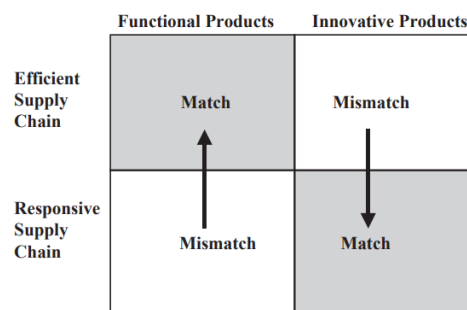 Functional Products
Innovative Products
Efficient
Supply
Chain
Match
Mismatch
Responsive
Supply
Chain
Mismatch
Match